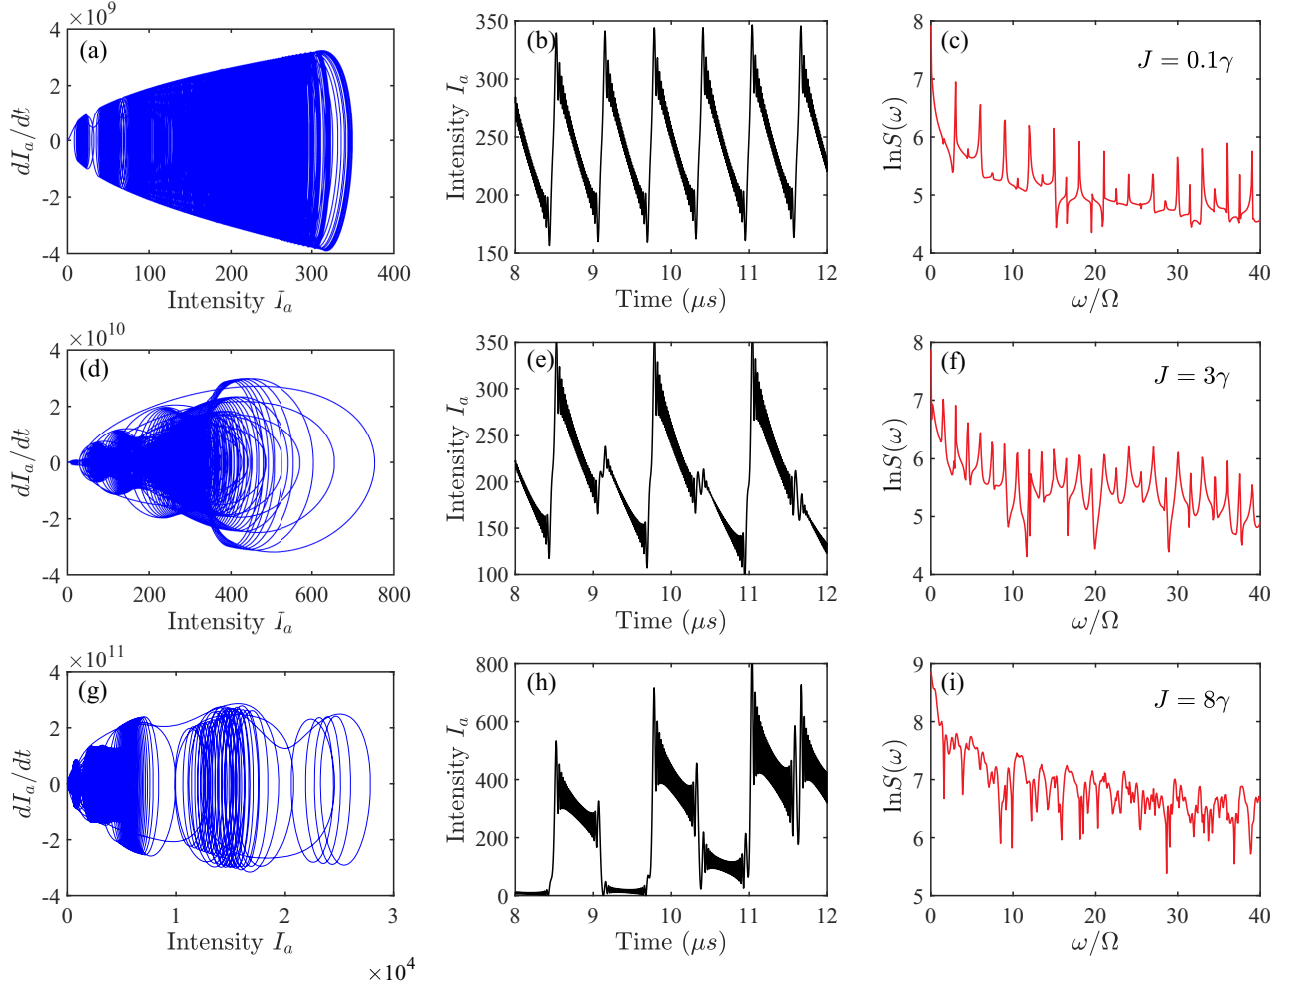 ×10^9
(a)
dI_a/dt
4
2
0
-2
-4
0 100 200 300 400
Intensity I_a
(b)
Intensity I_a
350
300
250
200
150
8 9 10 11 12
Time (μs)
(c)
J = 0.1γ
lnS(ω)
8
7
6
5
4
0 10 20 30 40
ω/Ω
×10^10
(d)
dI_a/dt
4
2
0
-2
-4
0 200 400 600 800
Intensity I_a
(e)
Intensity I_a
350
300
250
200
150
100
8 9 10 11 12
Time (μs)
(f)
J = 3γ
lnS(ω)
8
7
6
5
4
0 10 20 30 40
ω/Ω
×10^11
(g)
dI_a/dt
4
2
0
-2
-4
0 1 2 3
Intensity I_a
×10^4
(h)
Intensity I_a
800
600
400
200
0
8 9 10 11 12
Time (μs)
(i)
J = 8γ
lnS(ω)
9
8
7
6
5
0 10 20 30 40
ω/Ω